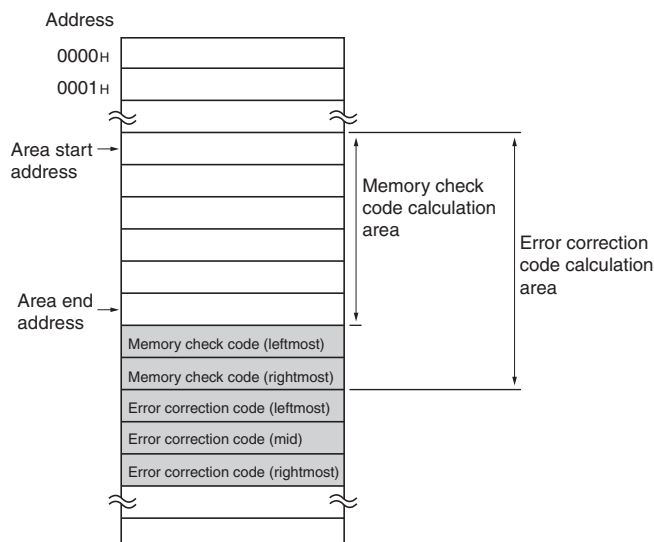 Address
0000H
0001H
Area start
address
Memory check
code calculation
area
Error correction
code calculation
area
Area end
address
Memory check code (leftmost)
Memory check code (rightmost)
Error correction code (leftmost)
Error correction code (mid)
Error correction code (rightmost)